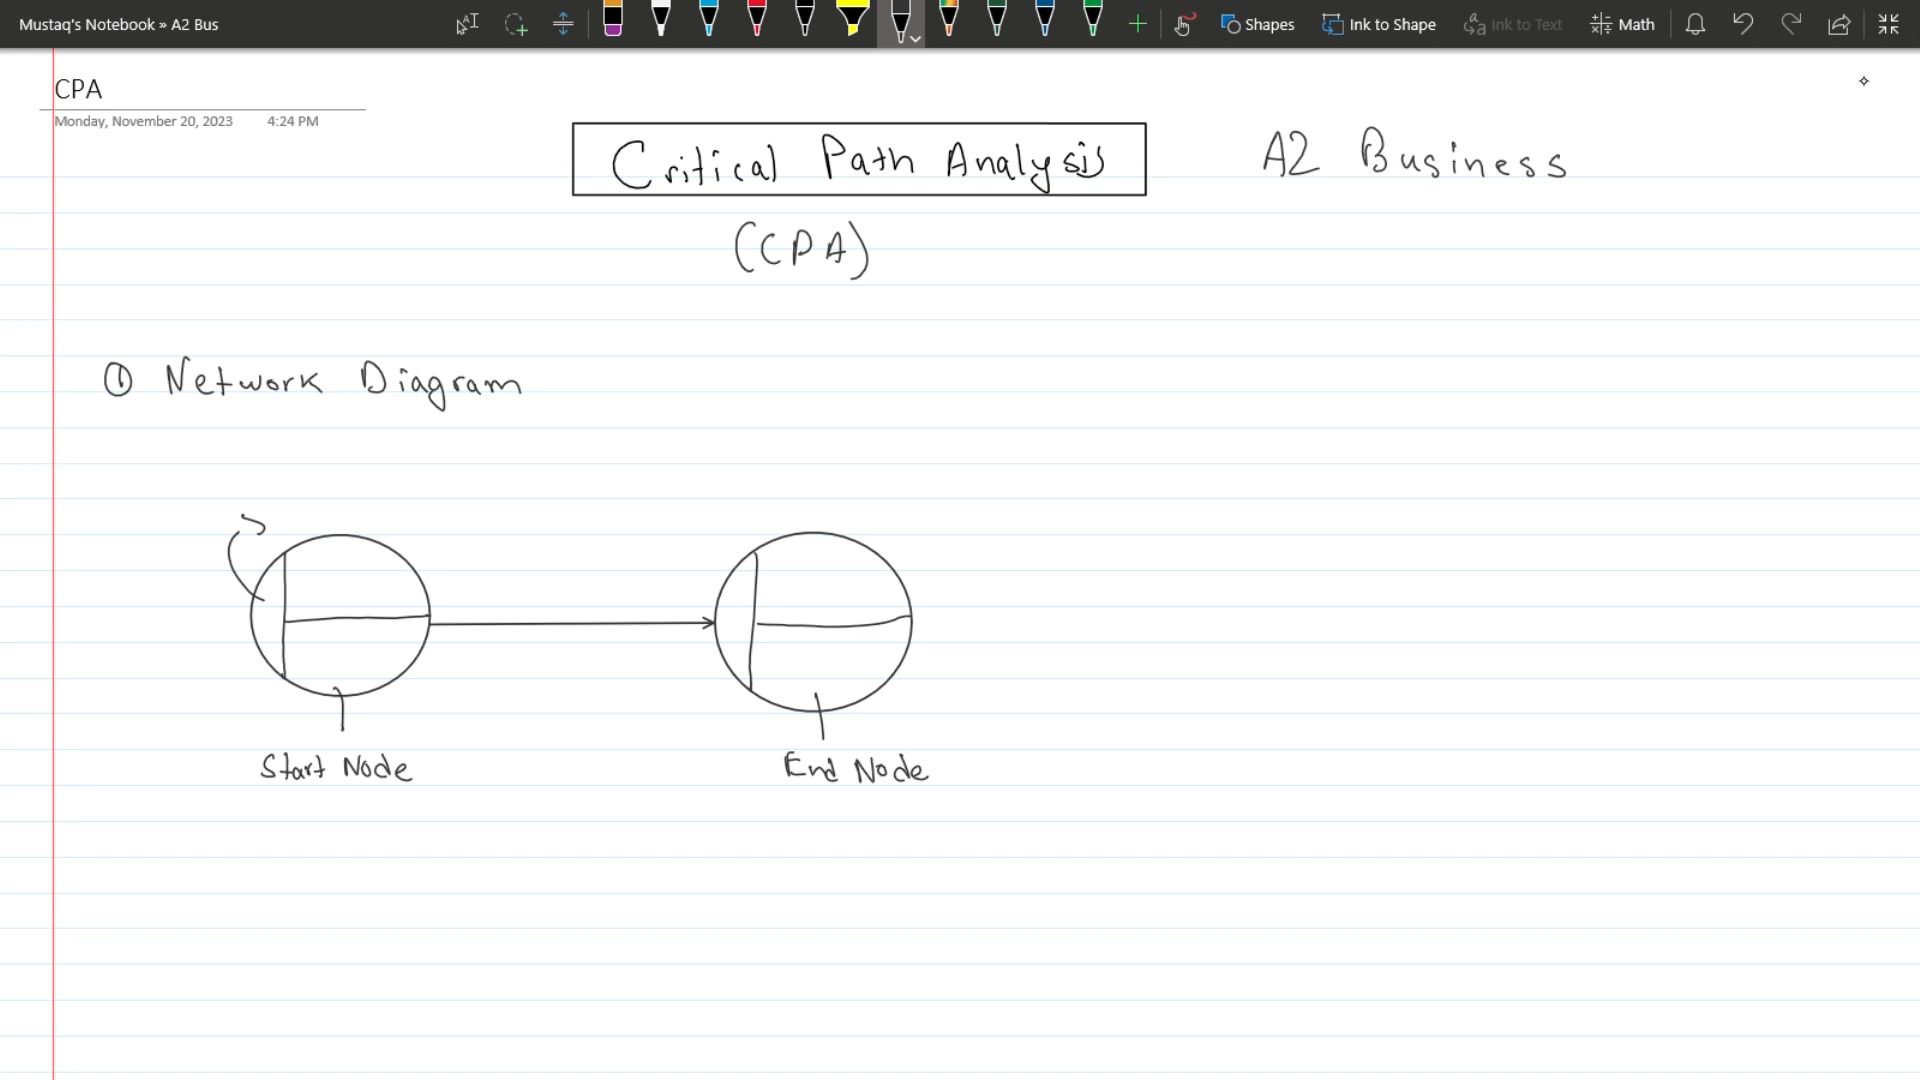 Mustaq's Notebook » A2 Bus
Shapes
Ink to Shape
Ink to Text
Math
CPA
Monday, November 20, 2023 4:24 PM
Critical Path Analysis
A2 Business
(CPA)
① Network Diagram
Start Node
End Node